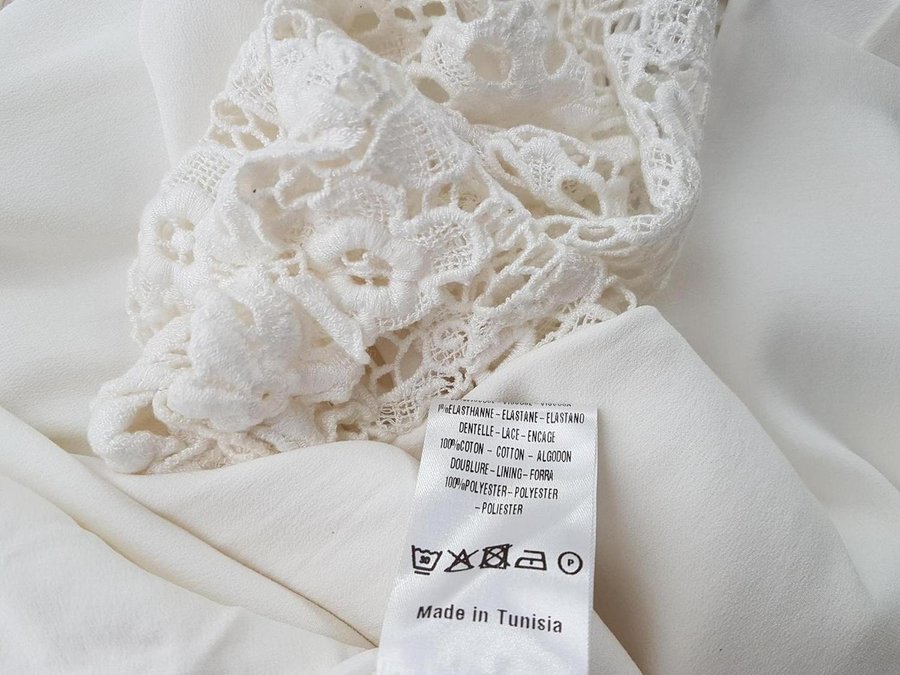 1%ELASTHANNE-ELASTANE-ELASTANO
DENTELLE-LACE-ENCAGE
100%COTON - COTTON - ALGODON
DOUBLURE-LINING-FORRA
100%POLYESTER-POLYESTER
-POLIESTER
30
P
Made in Tunisia